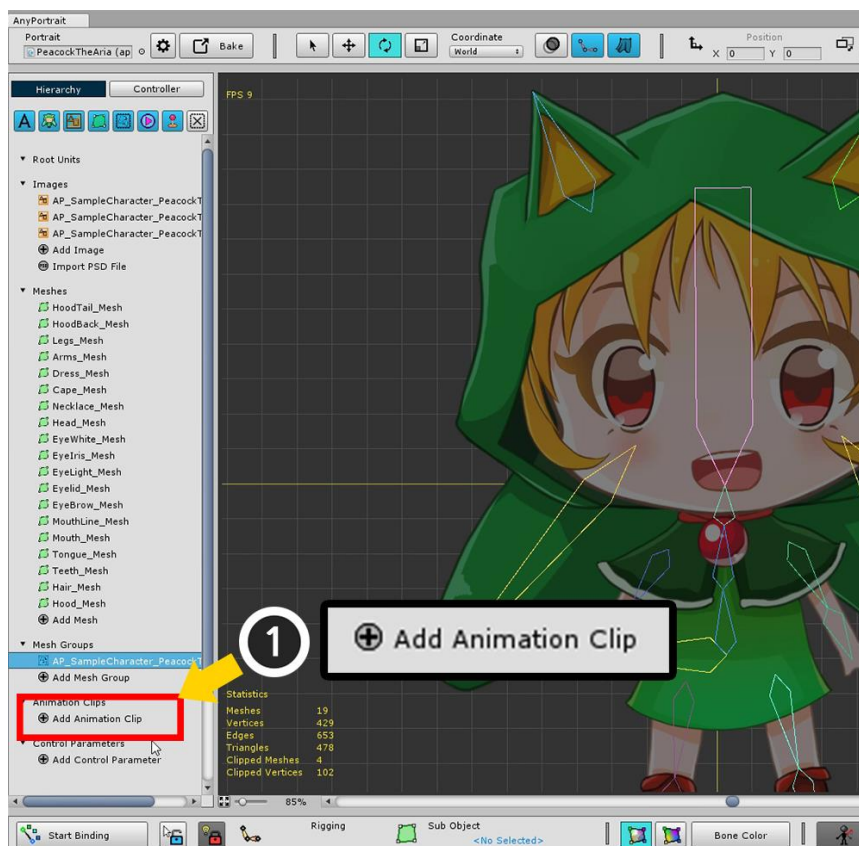 AnyPortrait
Portrait
PeacockTheAria (ap
Bake
Coordinate
World
Position
X 0 Y 0
Hierarchy Controller
FPS 9
Root Units
Images
AP_SampleCharacter_PeacockT
AP_SampleCharacter_PeacockT
AP_SampleCharacter_PeacockT
Add Image
Import PSD File
Meshes
HoodTail_Mesh
HoodBack_Mesh
Legs_Mesh
Arms_Mesh
Dress_Mesh
Cape_Mesh
Necklace_Mesh
Head_Mesh
EyeWhite_Mesh
EyeIris_Mesh
EyeLight_Mesh
Eyelid_Mesh
EyeBrow_Mesh
MouthLine_Mesh
Mouth_Mesh
Tongue_Mesh
Teeth_Mesh
Hair_Mesh
Hood_Mesh
Add Mesh
Mesh Groups
AP_SampleCharacter_PeacockT
Add Mesh Group
Animation Clips
Add Animation Clip
Control Parameters
Add Control Parameter
1
Add Animation Clip
Statistics
Meshes 19
Vertices 429
Edges 653
Triangles 478
Clipped Meshes 4
Clipped Vertices 102
85%
Start Binding
Rigging
Sub Object
<No Selected>
Bone Color